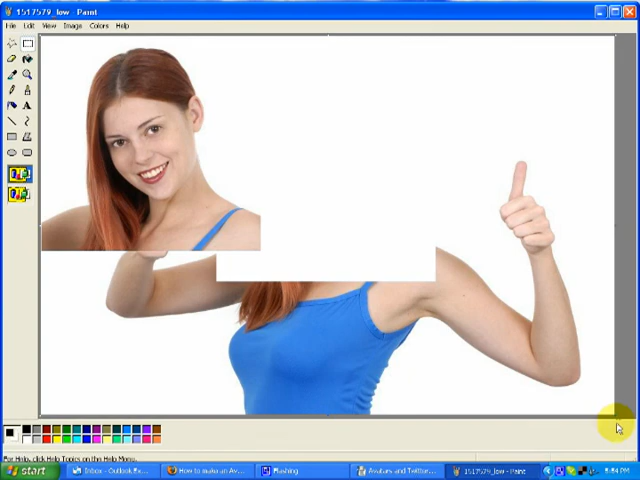 1517579_low - Paint
File Edit View Image Colors Help
A
For Help, click Help Topics on the Help Menu.
start
Inbox - Outlook Ex...
How to make an Av...
Flashing
Avatars and Twitter...
1517579_low - Paint
5:54 PM